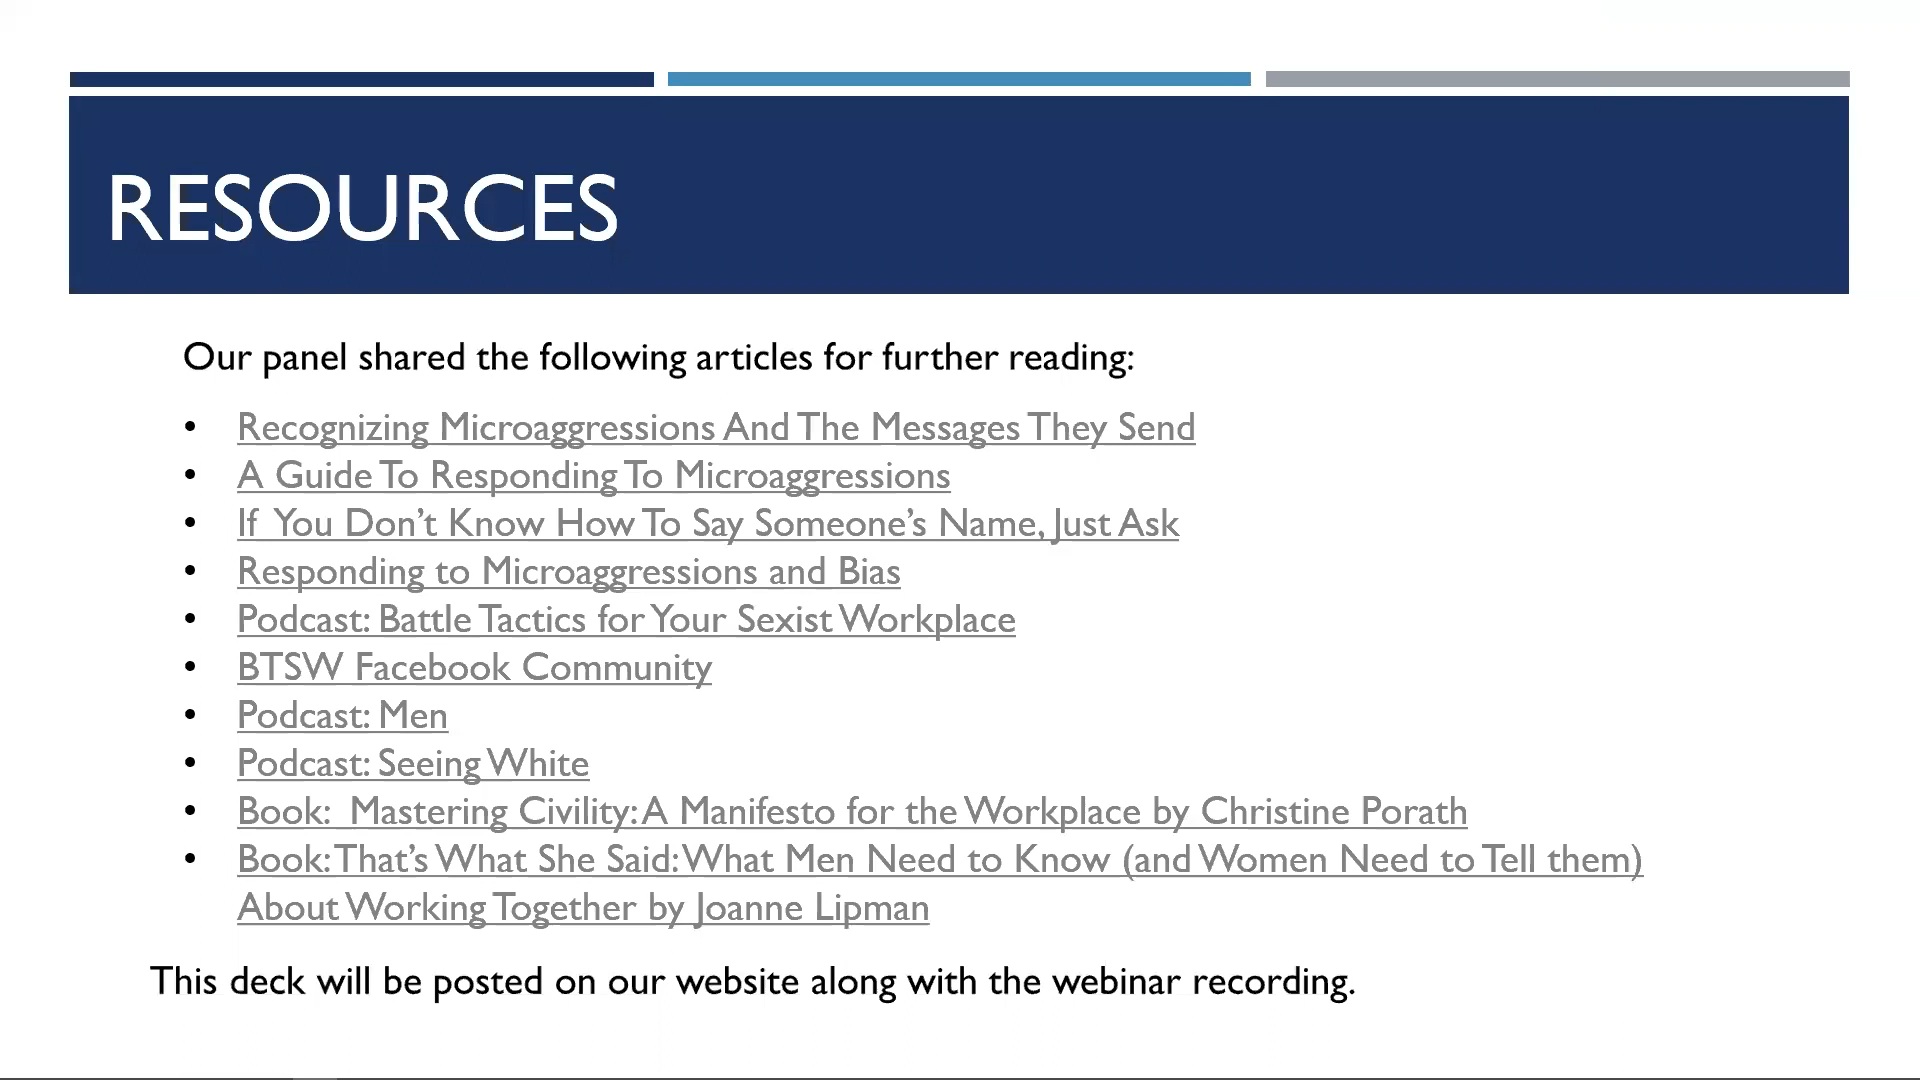 RESOURCES
Our panel shared the following articles for further reading:
• Recognizing Microaggressions And The Messages They Send
• A Guide To Responding To Microaggressions
• If You Don’t Know How To Say Someone’s Name, Just Ask
• Responding to Microaggressions and Bias
• Podcast: Battle Tactics for Your Sexist Workplace
• BTSW Facebook Community
• Podcast: Men
• Podcast: Seeing White
• Book: Mastering Civility: A Manifesto for the Workplace by Christine Porath
• Book: That’s What She Said: What Men Need to Know (and Women Need to Tell them)
About Working Together by Joanne Lipman
This deck will be posted on our website along with the webinar recording.